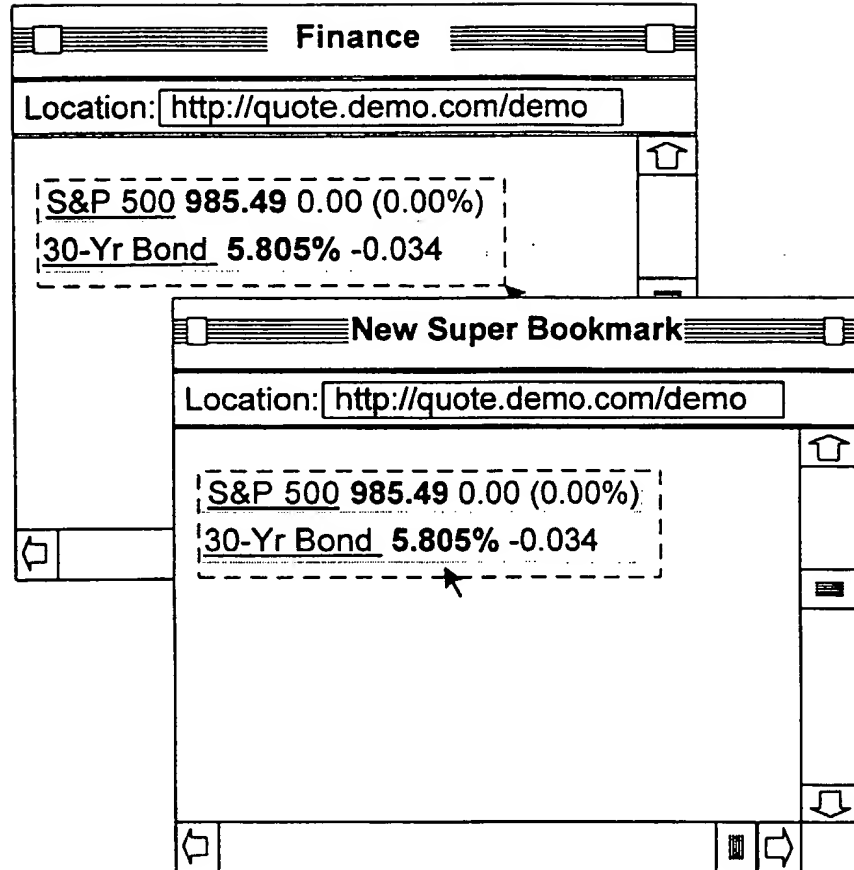 Finance
Location: http://quote.demo.com/demo
S&P 500 985.49 0.00 (0.00%)
30-Yr Bond 5.805% -0.034
New Super Bookmark
Location: http://quote.demo.com/demo
S&P 500 985.49 0.00 (0.00%)
30-Yr Bond 5.805% -0.034